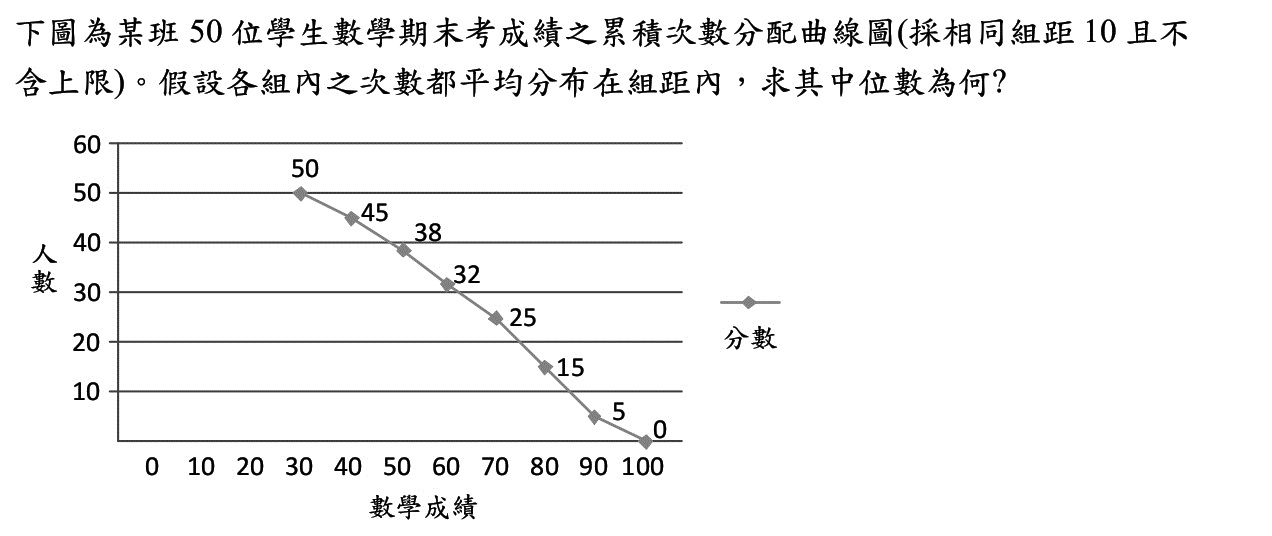 下圖為某班 50 位學生數學期末考成績之累積次數分配曲線圖(採相同組距 10 且不
含上限)。假設各組內之次數都平均分布在組距內，求其中位數為何?
60
50
40
30
20
10
人數
50
45
38
32
25
15
5
0
分數
0 10 20 30 40 50 60 70 80 90 100
數學成績